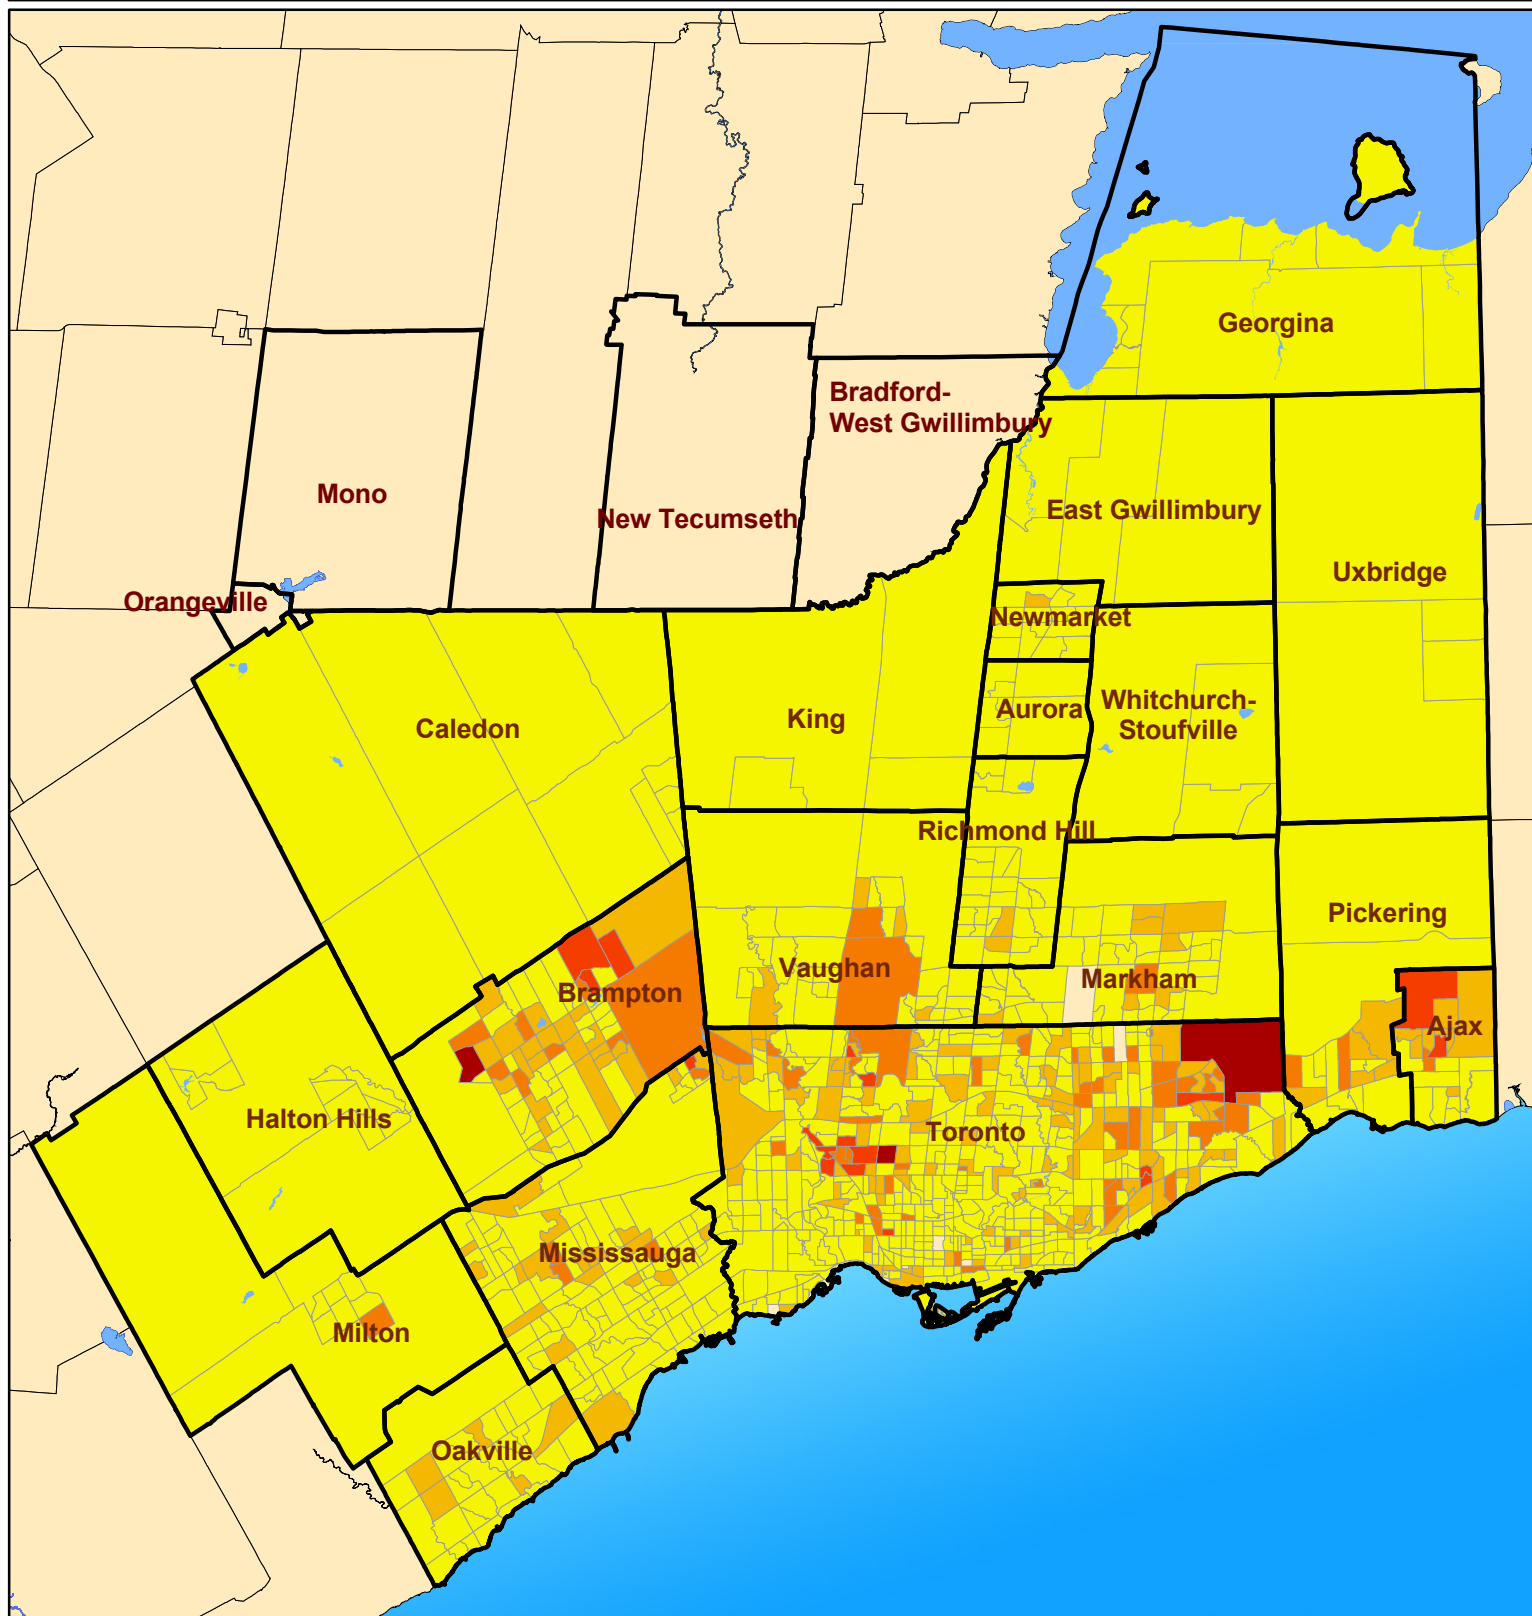 Georgina
Bradford-
West Gwillimbury
Mono
New Tecumseth
East Gwillimbury
Uxbridge
Orangeville
Newmarket
Caledon
King
Aurora
Whitchurch-
Stoufville
Richmond Hill
Pickering
Vaughan
Markham
Brampton
Ajax
Halton Hills
Toronto
Mississauga
Milton
Oakville